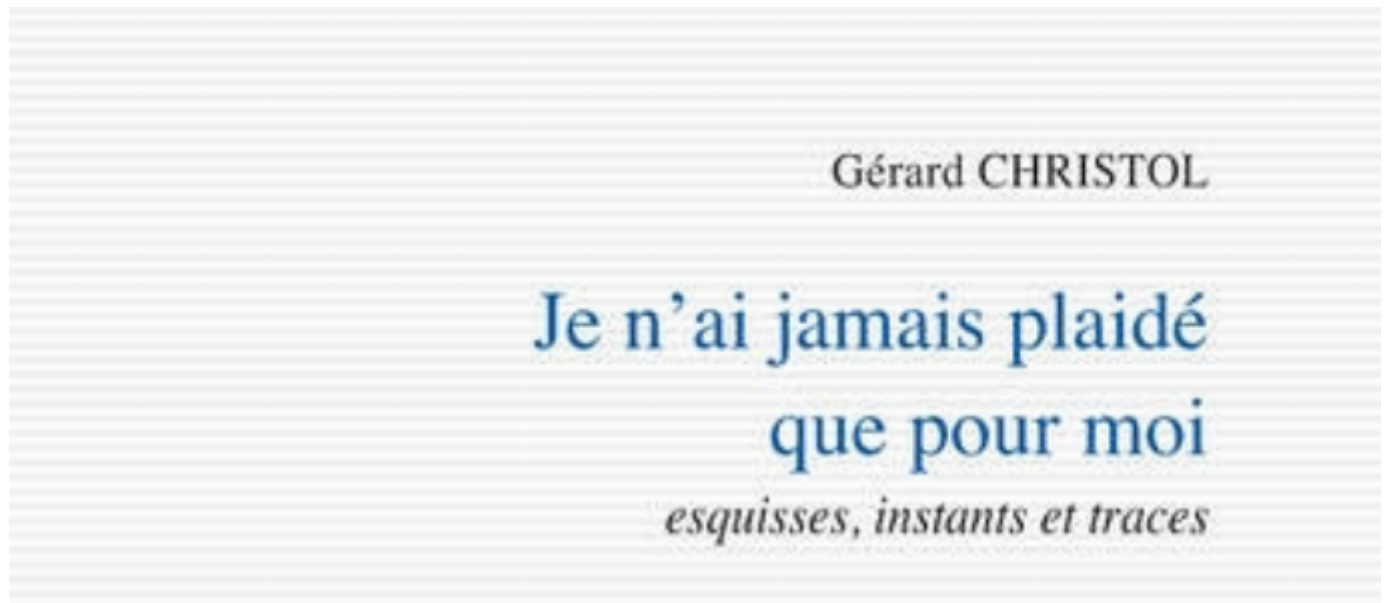 Gérard CHRISTOL
Je n’ai jamais plaidé
que pour moi
esquisses, instants et traces